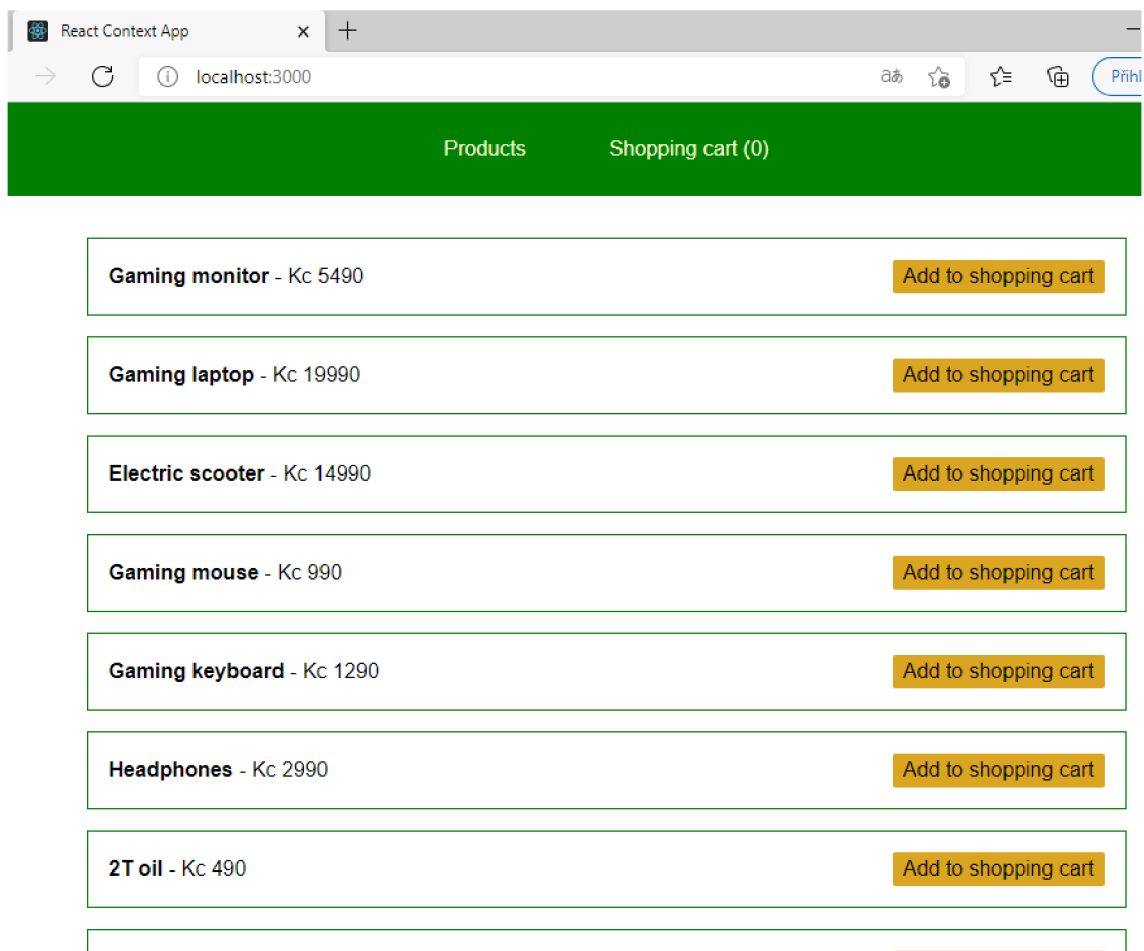 React Context App
localhost:3000
aあ
Přihl
Products Shopping cart (0)
Gaming monitor - Kc 5490 Add to shopping cart
Gaming laptop - Kc 19990 Add to shopping cart
Electric scooter - Kc 14990 Add to shopping cart
Gaming mouse - Kc 990 Add to shopping cart
Gaming keyboard - Kc 1290 Add to shopping cart
Headphones - Kc 2990 Add to shopping cart
2T oil - Kc 490 Add to shopping cart